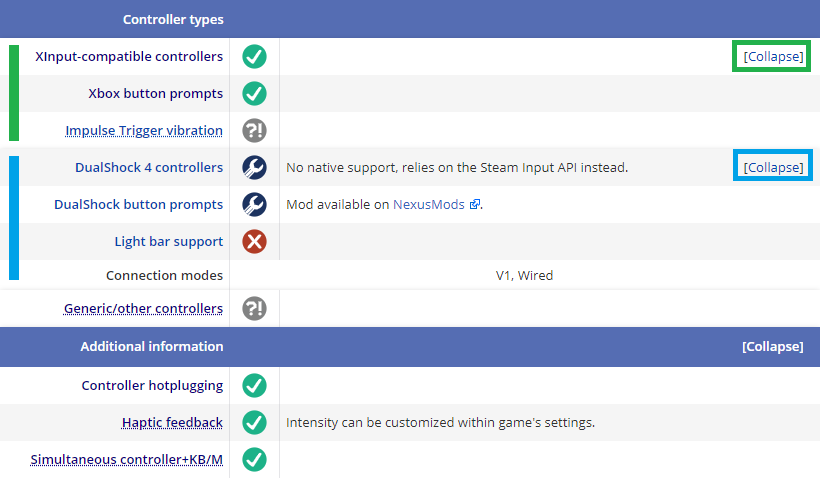 Controller types
XInput-compatible controllers [Collapse]
Xbox button prompts
Impulse Trigger vibration ?!
DualShock 4 controllers No native support, relies on the Steam Input API instead. [Collapse]
DualShock button prompts Mod available on NexusMods .
Light bar support
Connection modes V1, Wired
Generic/other controllers ?!
Additional information [Collapse]
Controller hotplugging
Haptic feedback Intensity can be customized within game's settings.
Simultaneous controller+KB/M